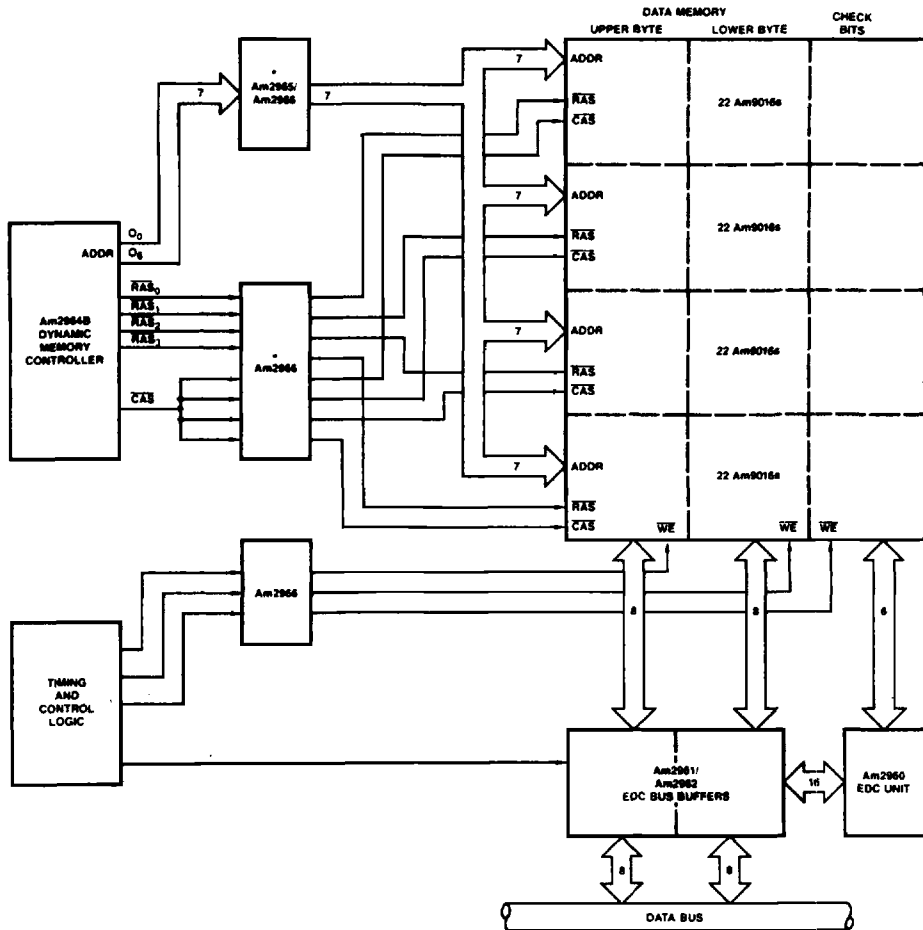 DATA MEMORY
UPPER BYTE
LOWER BYTE
CHECK
BITS
*
Am2965/
Am2966
7
7
7
ADDR
RAS
CAS
22 Am9016s
7
ADDR
RAS
CAS
22 Am9016s
7
ADDR
RAS
CAS
22 Am9016s
7
ADDR
RAS
CAS
22 Am9016s
WE
WE
WE
O0
ADDR
O6
RAS0
RAS1
RAS2
RAS3
CAS
Am2964B
DYNAMIC
MEMORY
CONTROLLER
*
Am2966
Am2966
TIMING
AND
CONTROL
LOGIC
8
8
6
Am2961/
Am2962
EDC BUS BUFFERS
16
Am2960
EDC UNIT
8
8
DATA BUS